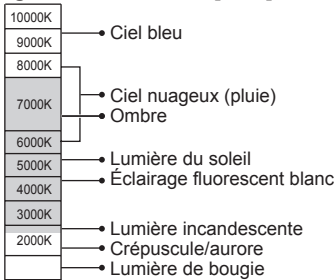 10000K
Ciel bleu
9000K
8000K
Ciel nuageux (pluie)
7000K
Ombre
6000K
Lumière du soleil
5000K
Éclairage fluorescent blanc
4000K
3000K
Lumière incandescente
2000K
Crépuscule/aurore
Lumière de bougie